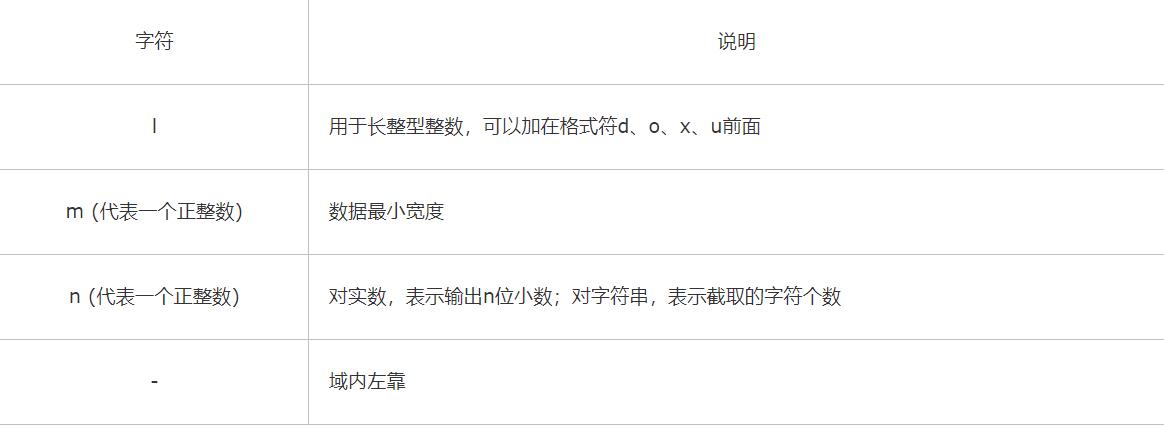 字符 说明
l 用于长整型整数，可以加在格式符d、o、x、u前面
m (代表一个正整数) 数据最小宽度
n (代表一个正整数) 对实数，表示输出n位小数；对字符串，表示截取的字符个数
- 域内左靠